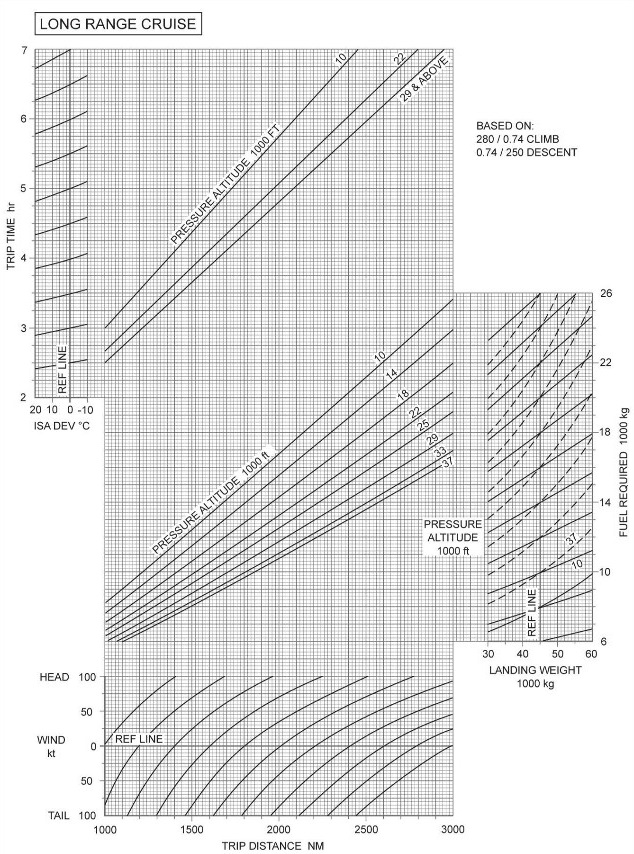 LONG RANGE CRUISE
7
6
5
4
3
2
TRIP TIME hr
20 10 0 -10
ISA DEV °C
REF LINE
PRESSURE ALTITUDE 1000 FT
10
22
29 & ABOVE
BASED ON:
280 / 0.74 CLIMB
0.74 / 250 DESCENT
PRESSURE ALTITUDE 1000 ft
10
14
18
22
25
29
33
37
26
22
18
14
10
6
FUEL REQUIRED 1000 kg
PRESSURE
ALTITUDE
1000 ft
37
10
REF LINE
30 40 50 60
LANDING WEIGHT
1000 kg
HEAD 100
50
WIND 0
kt
50
TAIL 100
REF LINE
1000 1500 2000 2500 3000
TRIP DISTANCE NM